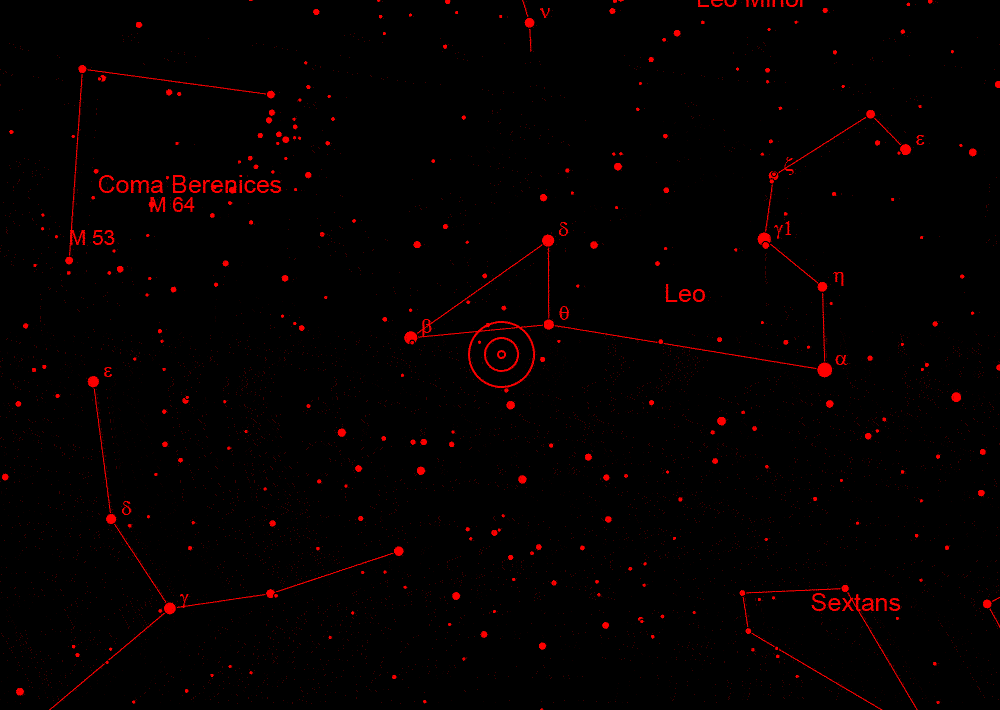 Leo Minor
ν
ε
ζ
Coma Berenices
M 64
δ
γ1
M 53
η
Leo
θ
β
α
ε
δ
γ
Sextans